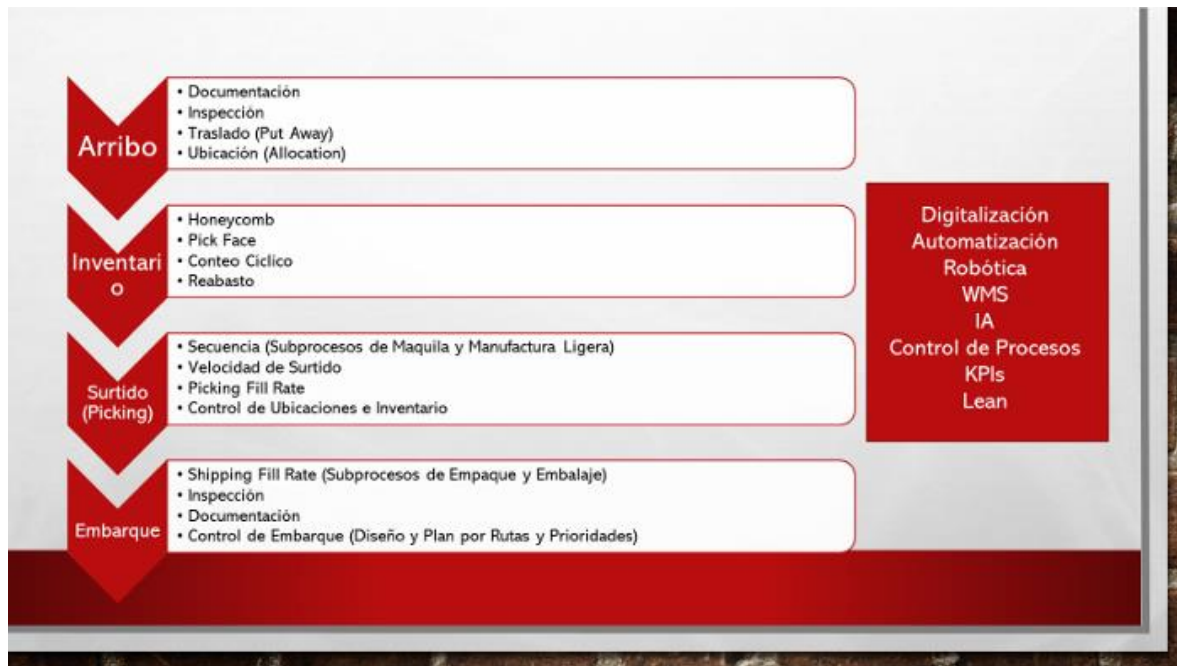 Arribo
• Documentación
• Inspección
• Traslado (Put Away)
• Ubicación (Allocation)
Inventari
o
• Honeycomb
• Pick Face
• Conteo Cíclico
• Reabasto
Surtido
(Picking)
• Secuencia (Subprocesos de Maquila y Manufactura Ligera)
• Velocidad de Surtido
• Picking Fill Rate
• Control de Ubicaciones e Inventario
Embarque
• Shipping Fill Rate (Subprocesos de Empaque y Embalaje)
• Inspección
• Documentación
• Control de Embarque (Diseño y Plan por Rutas y Prioridades)
Digitalización
Automatización
Robótica
WMS
IA
Control de Procesos
KPIs
Lean